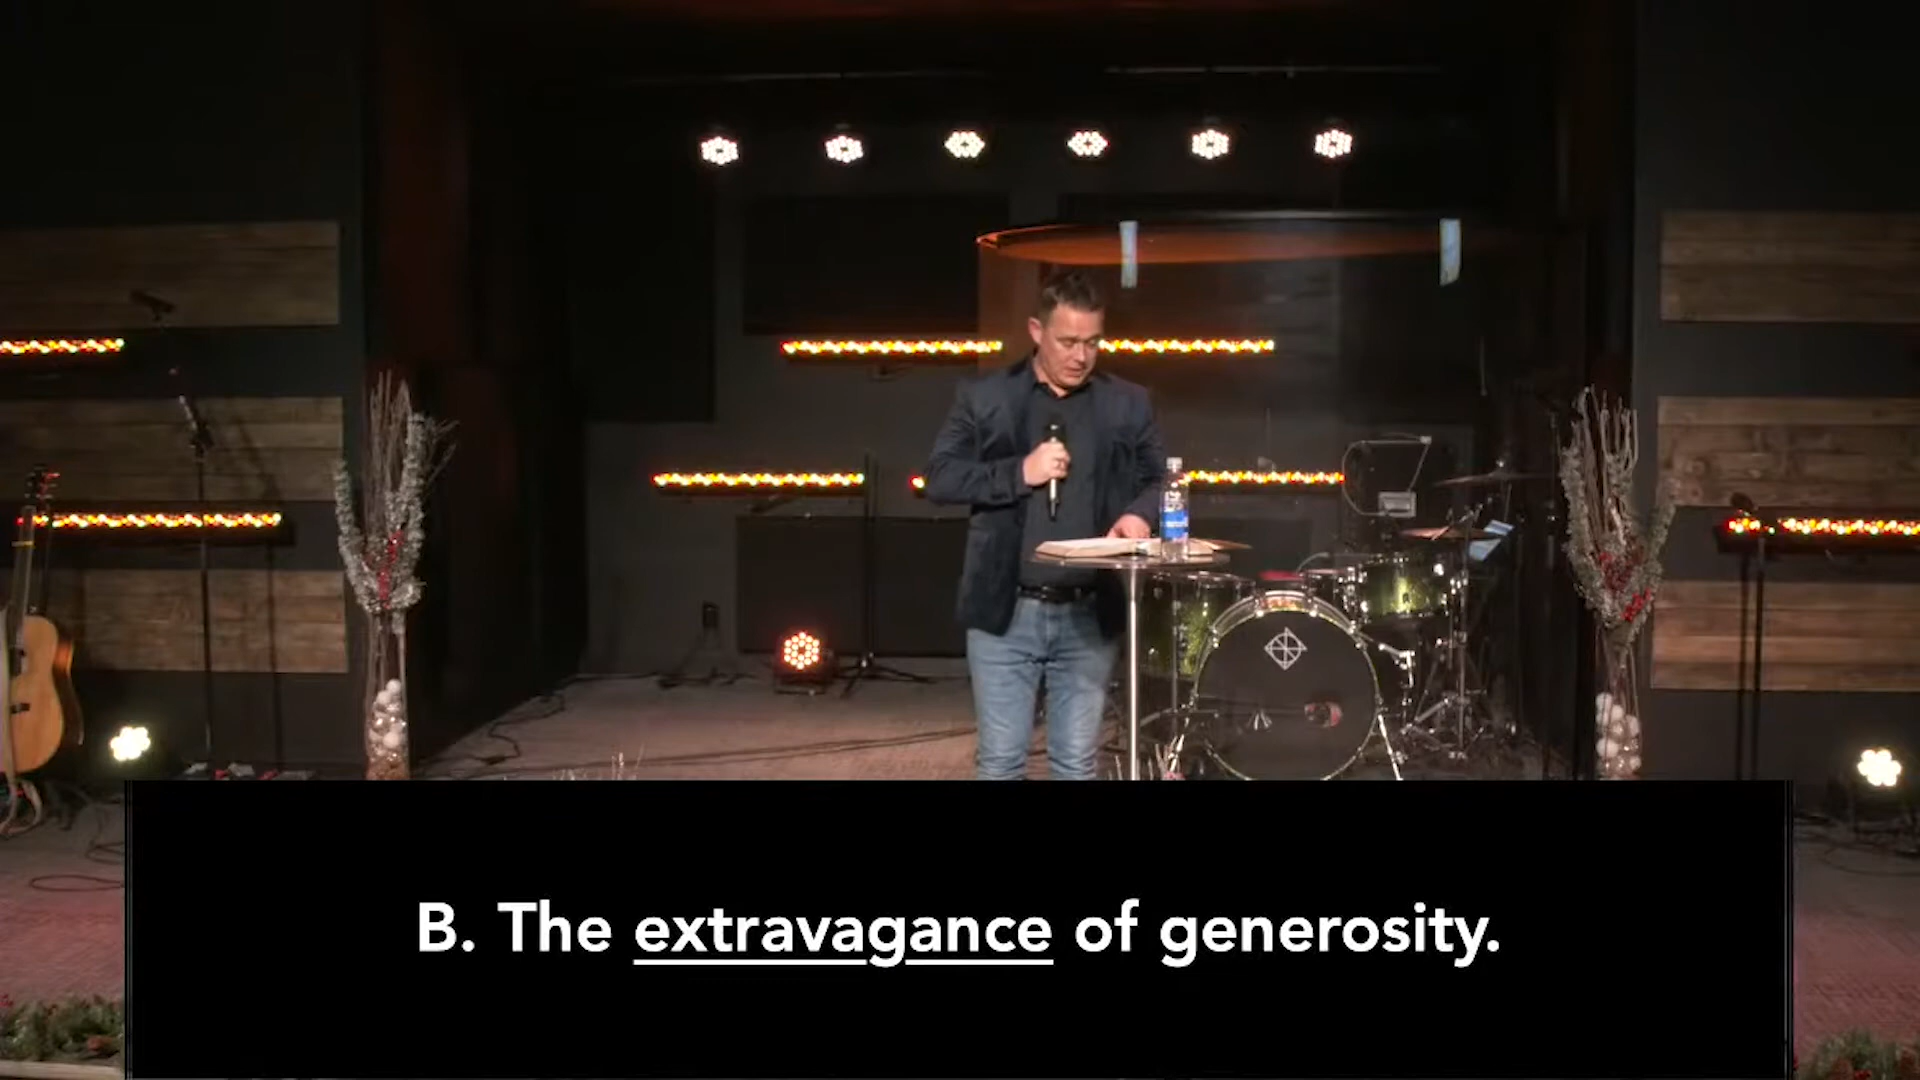 B. The extravagance of generosity.